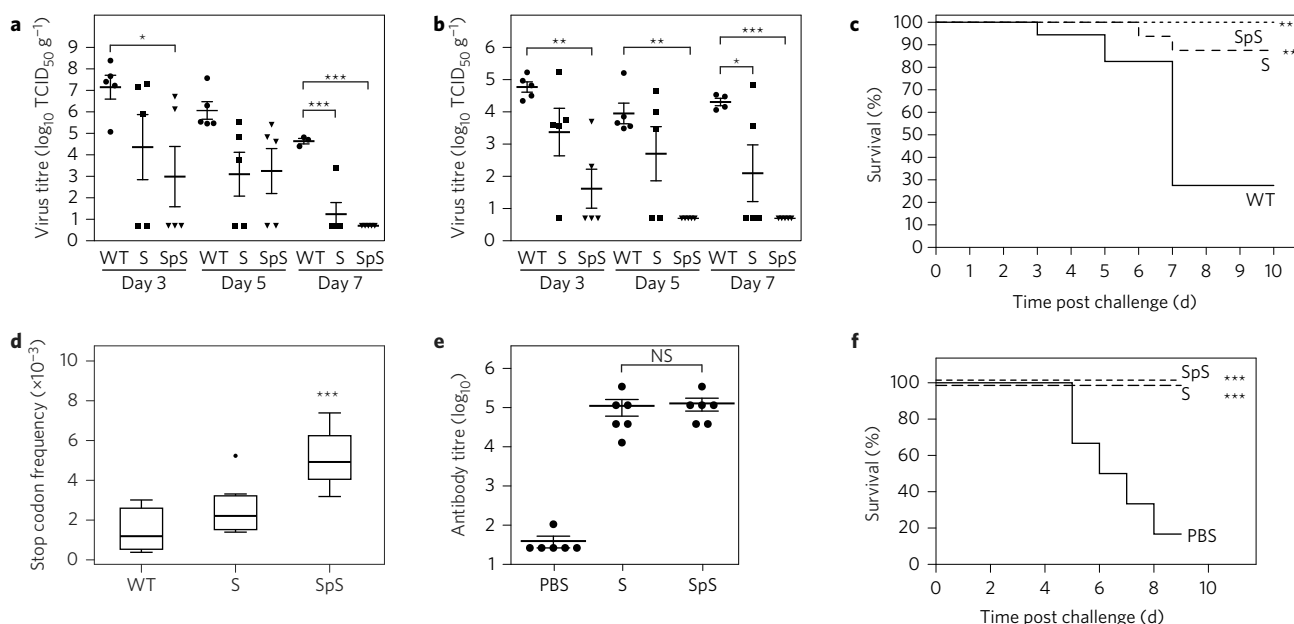 a
Virus titre (log10 TCID50 g−1)
10
9
8
7
6
5
4
3
2
1
0
*
***
***
WT S SpS WT S SpS WT S SpS
Day 3 Day 5 Day 7
b
Virus titre (log10 TCID50 g−1)
6
5
4
3
2
1
0
**
**
***
*
WT S SpS WT S SpS WT S SpS
Day 3 Day 5 Day 7
c
Survival (%)
100
90
80
70
60
50
40
30
20
10
0
SpS
**
S
**
WT
0 1 2 3 4 5 6 7 8 9 10
Time post challenge (d)
d
Stop codon frequency (×10−3)
10
8
6
4
2
0
***
WT S SpS
e
Antibody titre (log10)
6
5
4
3
2
1
NS
PBS S SpS
f
Survival (%)
100
80
60
40
20
0
SpS ***
S ***
PBS
0 2 4 6 8 10
Time post challenge (d)